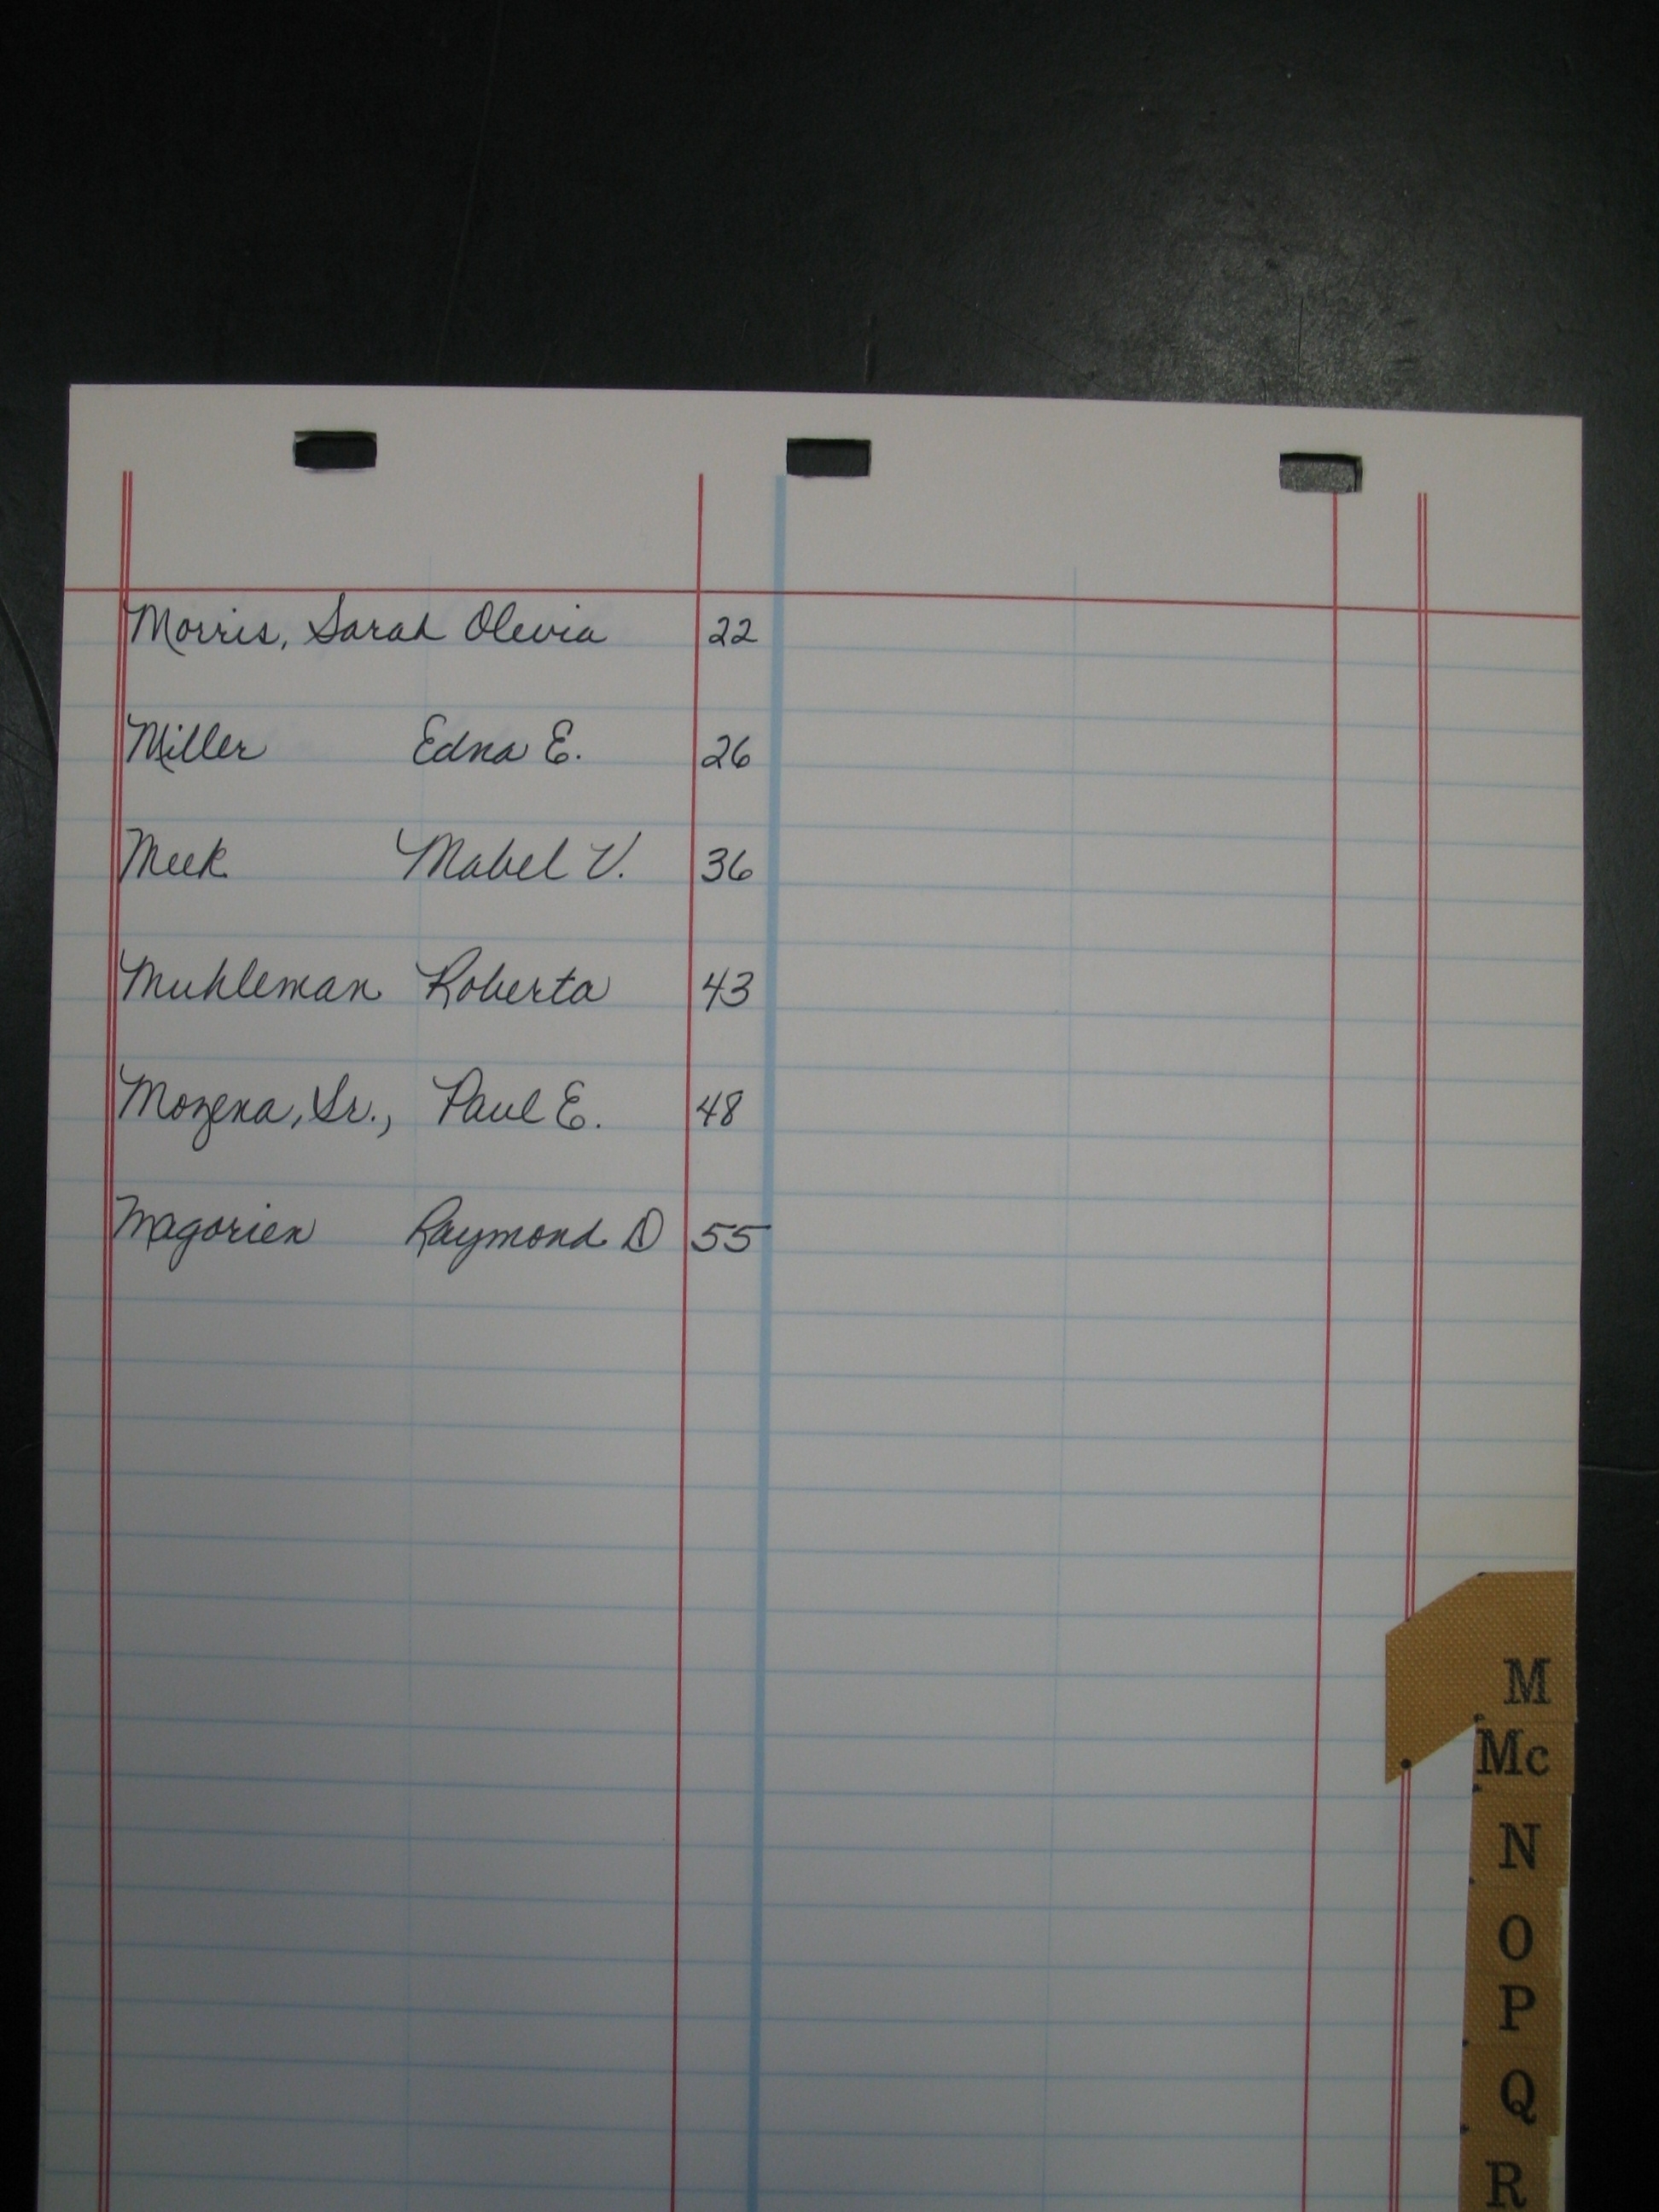 Morris, Sarah Olevia 22
Miller Edna E. 26
Meek Mabel V. 36
Muhleman Roberta 43
Mozena, Sr., Paul E. 48
Magorien Raymond D 55
M
Mc
N
O
P
Q
R